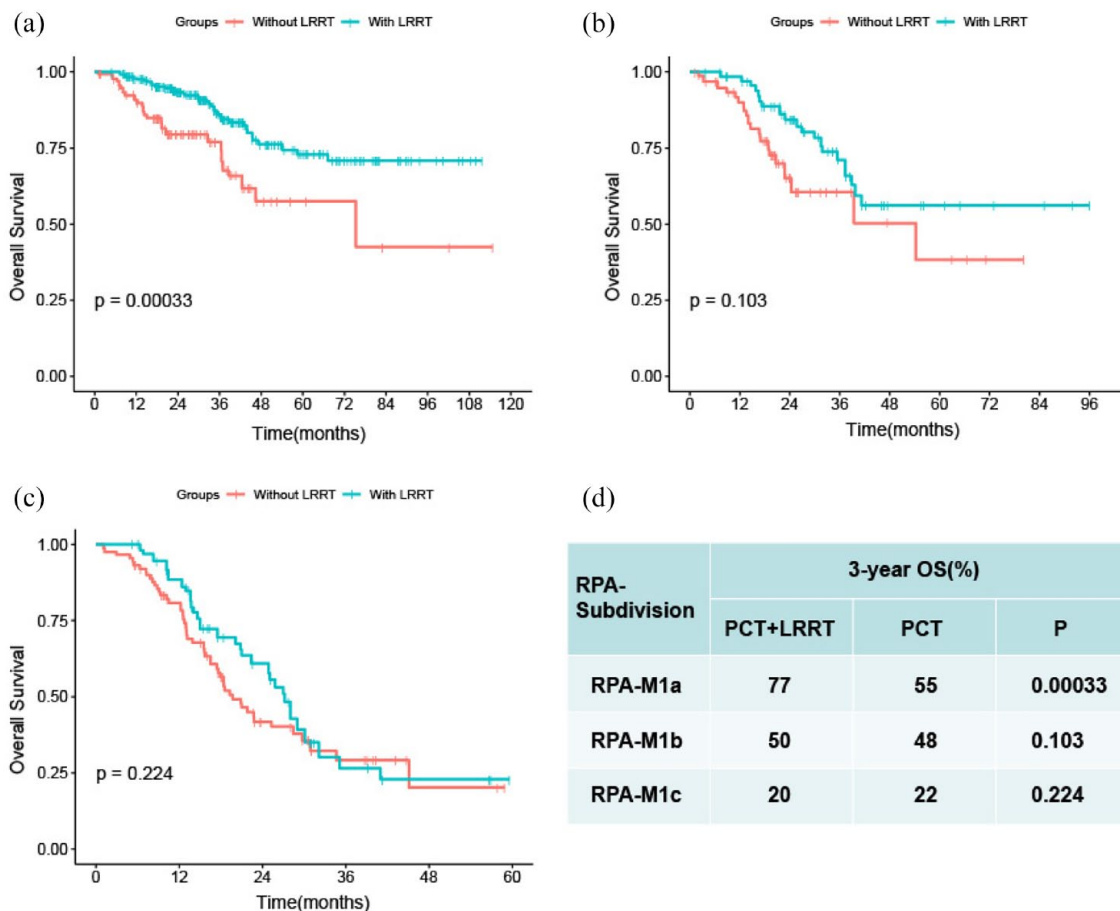 (a)
Groups Without LRRT With LRRT
Overall Survival
1.00
0.75
0.50
0.25
0.00
p = 0.00033
0 12 24 36 48 60 72 84 96 108 120
Time(months)
(b)
Groups Without LRRT With LRRT
Overall Survival
1.00
0.75
0.50
0.25
0.00
p = 0.103
0 12 24 36 48 60 72 84 96
Time(months)
(c)
Groups Without LRRT With LRRT
Overall Survival
1.00
0.75
0.50
0.25
0.00
p = 0.224
0 12 24 36 48 60
Time(months)
(d)
RPA-
Subdivision
3-year OS(%)
PCT+LRRT PCT P
RPA-M1a 77 55 0.00033
RPA-M1b 50 48 0.103
RPA-M1c 20 22 0.224